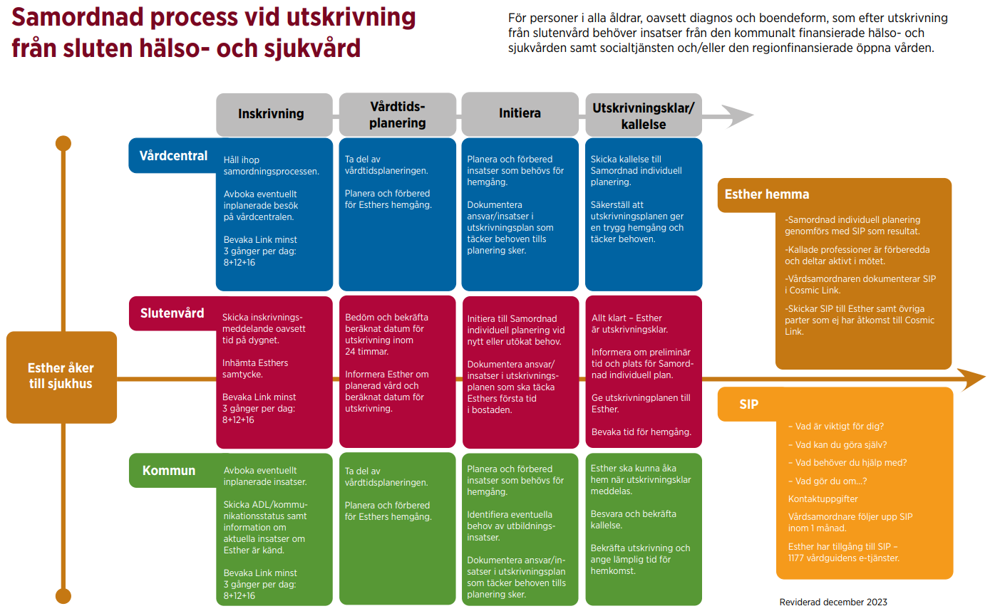 Samordnad process vid utskrivning
från sluten hälso- och sjukvård
För personer i alla åldrar, oavsett diagnos och boendeform, som efter utskrivning
från slutenvård behöver insatser från den kommunalt finansierade hälso- och
sjukvården samt socialtjänsten och/eller den regionfinansierade öppna vården.
Inskrivning
Vårdtids-
planering
Initiera
Utskrivningsklar/
kallelse
Vårdcentral
Håll ihop
samordningsprocessen.
Avboka eventuellt
inplanerade besök
på vårdcentralen.
Bevaka Link minst
3 gånger per dag:
8+12+16
Ta del av
vårdtidsplaneringen.
Planera och förbered
för Esthers hemgång.
Planera och förbered
insatser som behövs för
hemgång.
Dokumentera
ansvar/insatser i
utskrivningsplan som
täcker behoven tills
planering sker.
Skicka kallelse till
Samordnad individuell
planering.
Säkerställ att
utskrivningsplanen ger
en trygg hemgång och
täcker behoven.
Slutenvård
Skicka inskrivnings-
meddelande oavsett
tid på dygnet.
Inhämta Esthers
samtycke.
Bevaka Link minst
3 gånger per dag:
8+12+16
Bedöm och bekräfta
beräknat datum för
utskrivning inom
24 timmar.
Informera Esther om
planerad vård och
beräknat datum för
utskrivning.
Initiera till Samordnad
individuell planering vid
nytt eller utökat behov.
Dokumentera ansvar/
insatser i utskrivnings-
planen som ska täcka
Esthers första tid
i bostaden.
Allt klart – Esther
är utskrivningsklar.
Informera om preliminär
tid och plats för Samord-
nad individuell plan.
Ge utskrivningplanen till
Esther.
Bevaka tid för hemgång.
Esther åker
till sjukhus
Kommun
Avboka eventuellt
inplanerade insatser.
Skicka ADL/kommu-
nikationsstatus samt
information om
aktuella insatser om
Esther är känd.
Bevaka Link minst
3 gånger per dag:
8+12+16
Ta del av
vårdtidsplaneringen.
Planera och förbered
för Esthers hemgång.
Planera och förbered
insatser som behövs för
hemgång.
Identifiera eventuella
behov av utbildnings-
insatser.
Dokumentera ansvar/in-
satser i utskrivningsplan
som täcker behoven tills
planering sker.
Esther ska kunna åka
hem när utskrivningsklar
meddelas.
Besvara och bekräfta
kallelse.
Bekräfta utskrivning och
ange lämplig tid för
hemkomst.
Esther hemma
-Samordnad individuell planering
genomförs med SIP som resultat.
-Kallade professioner är förberedda
och deltar aktivt i mötet.
-Vårdsamordnaren dokumenterar SIP
i Cosmic Link.
-Skickar SIP till Esther samt övriga
parter som ej har åtkomst till Cosmic
Link.
SIP
– Vad är viktigt för dig?
– Vad kan du göra själv?
– Vad behöver du hjälp med?
– Vad gör du om...?
Kontaktuppgifter
Vårdsamordnare följer upp SIP
inom 1 månad.
Esther har tillgång till SIP –
1177 vårdguidens e-tjänster.
Reviderad december 2023